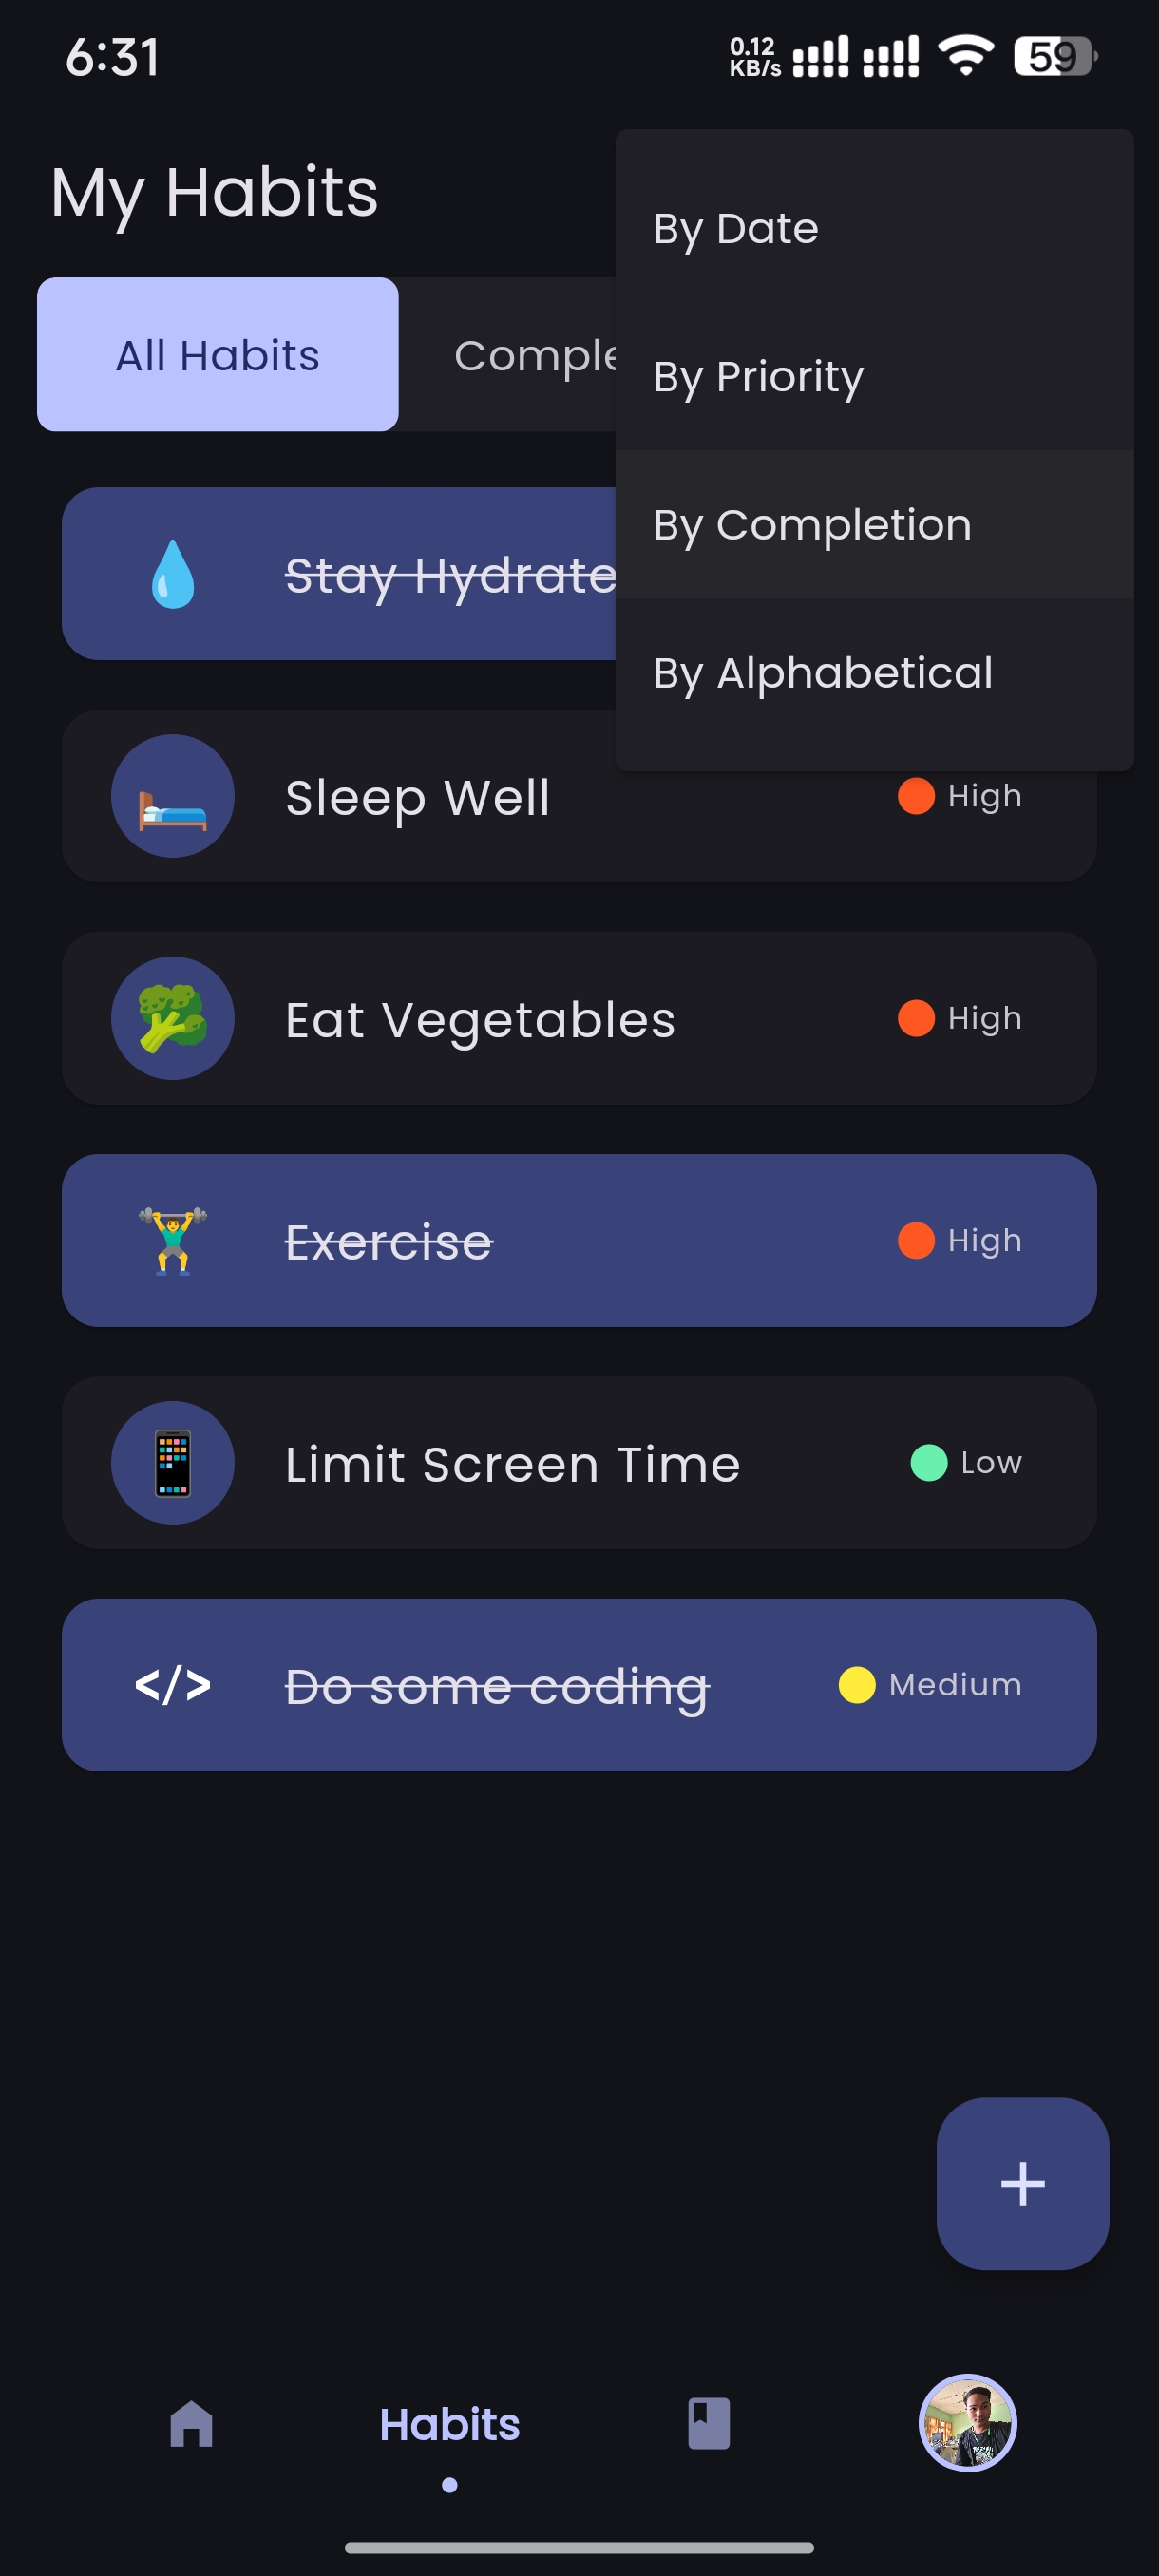 6:31
0.12
KB/s
59
My Habits
By Date
All Habits
Comple
By Priority
By Completion
Stay Hydrate
By Alphabetical
Sleep Well
High
Eat Vegetables
High
Exercise
High
Limit Screen Time
Low
</>
Do some coding
Medium
+
Habits